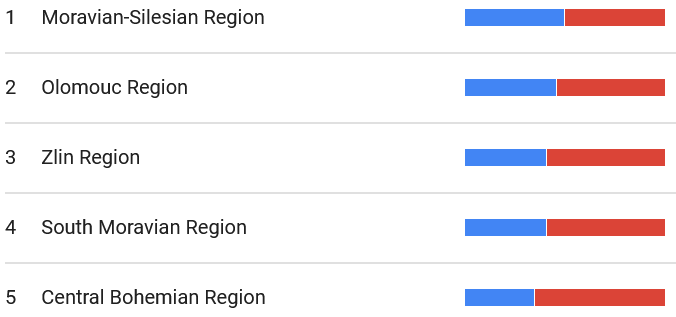 1 Moravian-Silesian Region
2 Olomouc Region
3 Zlin Region
4 South Moravian Region
5 Central Bohemian Region